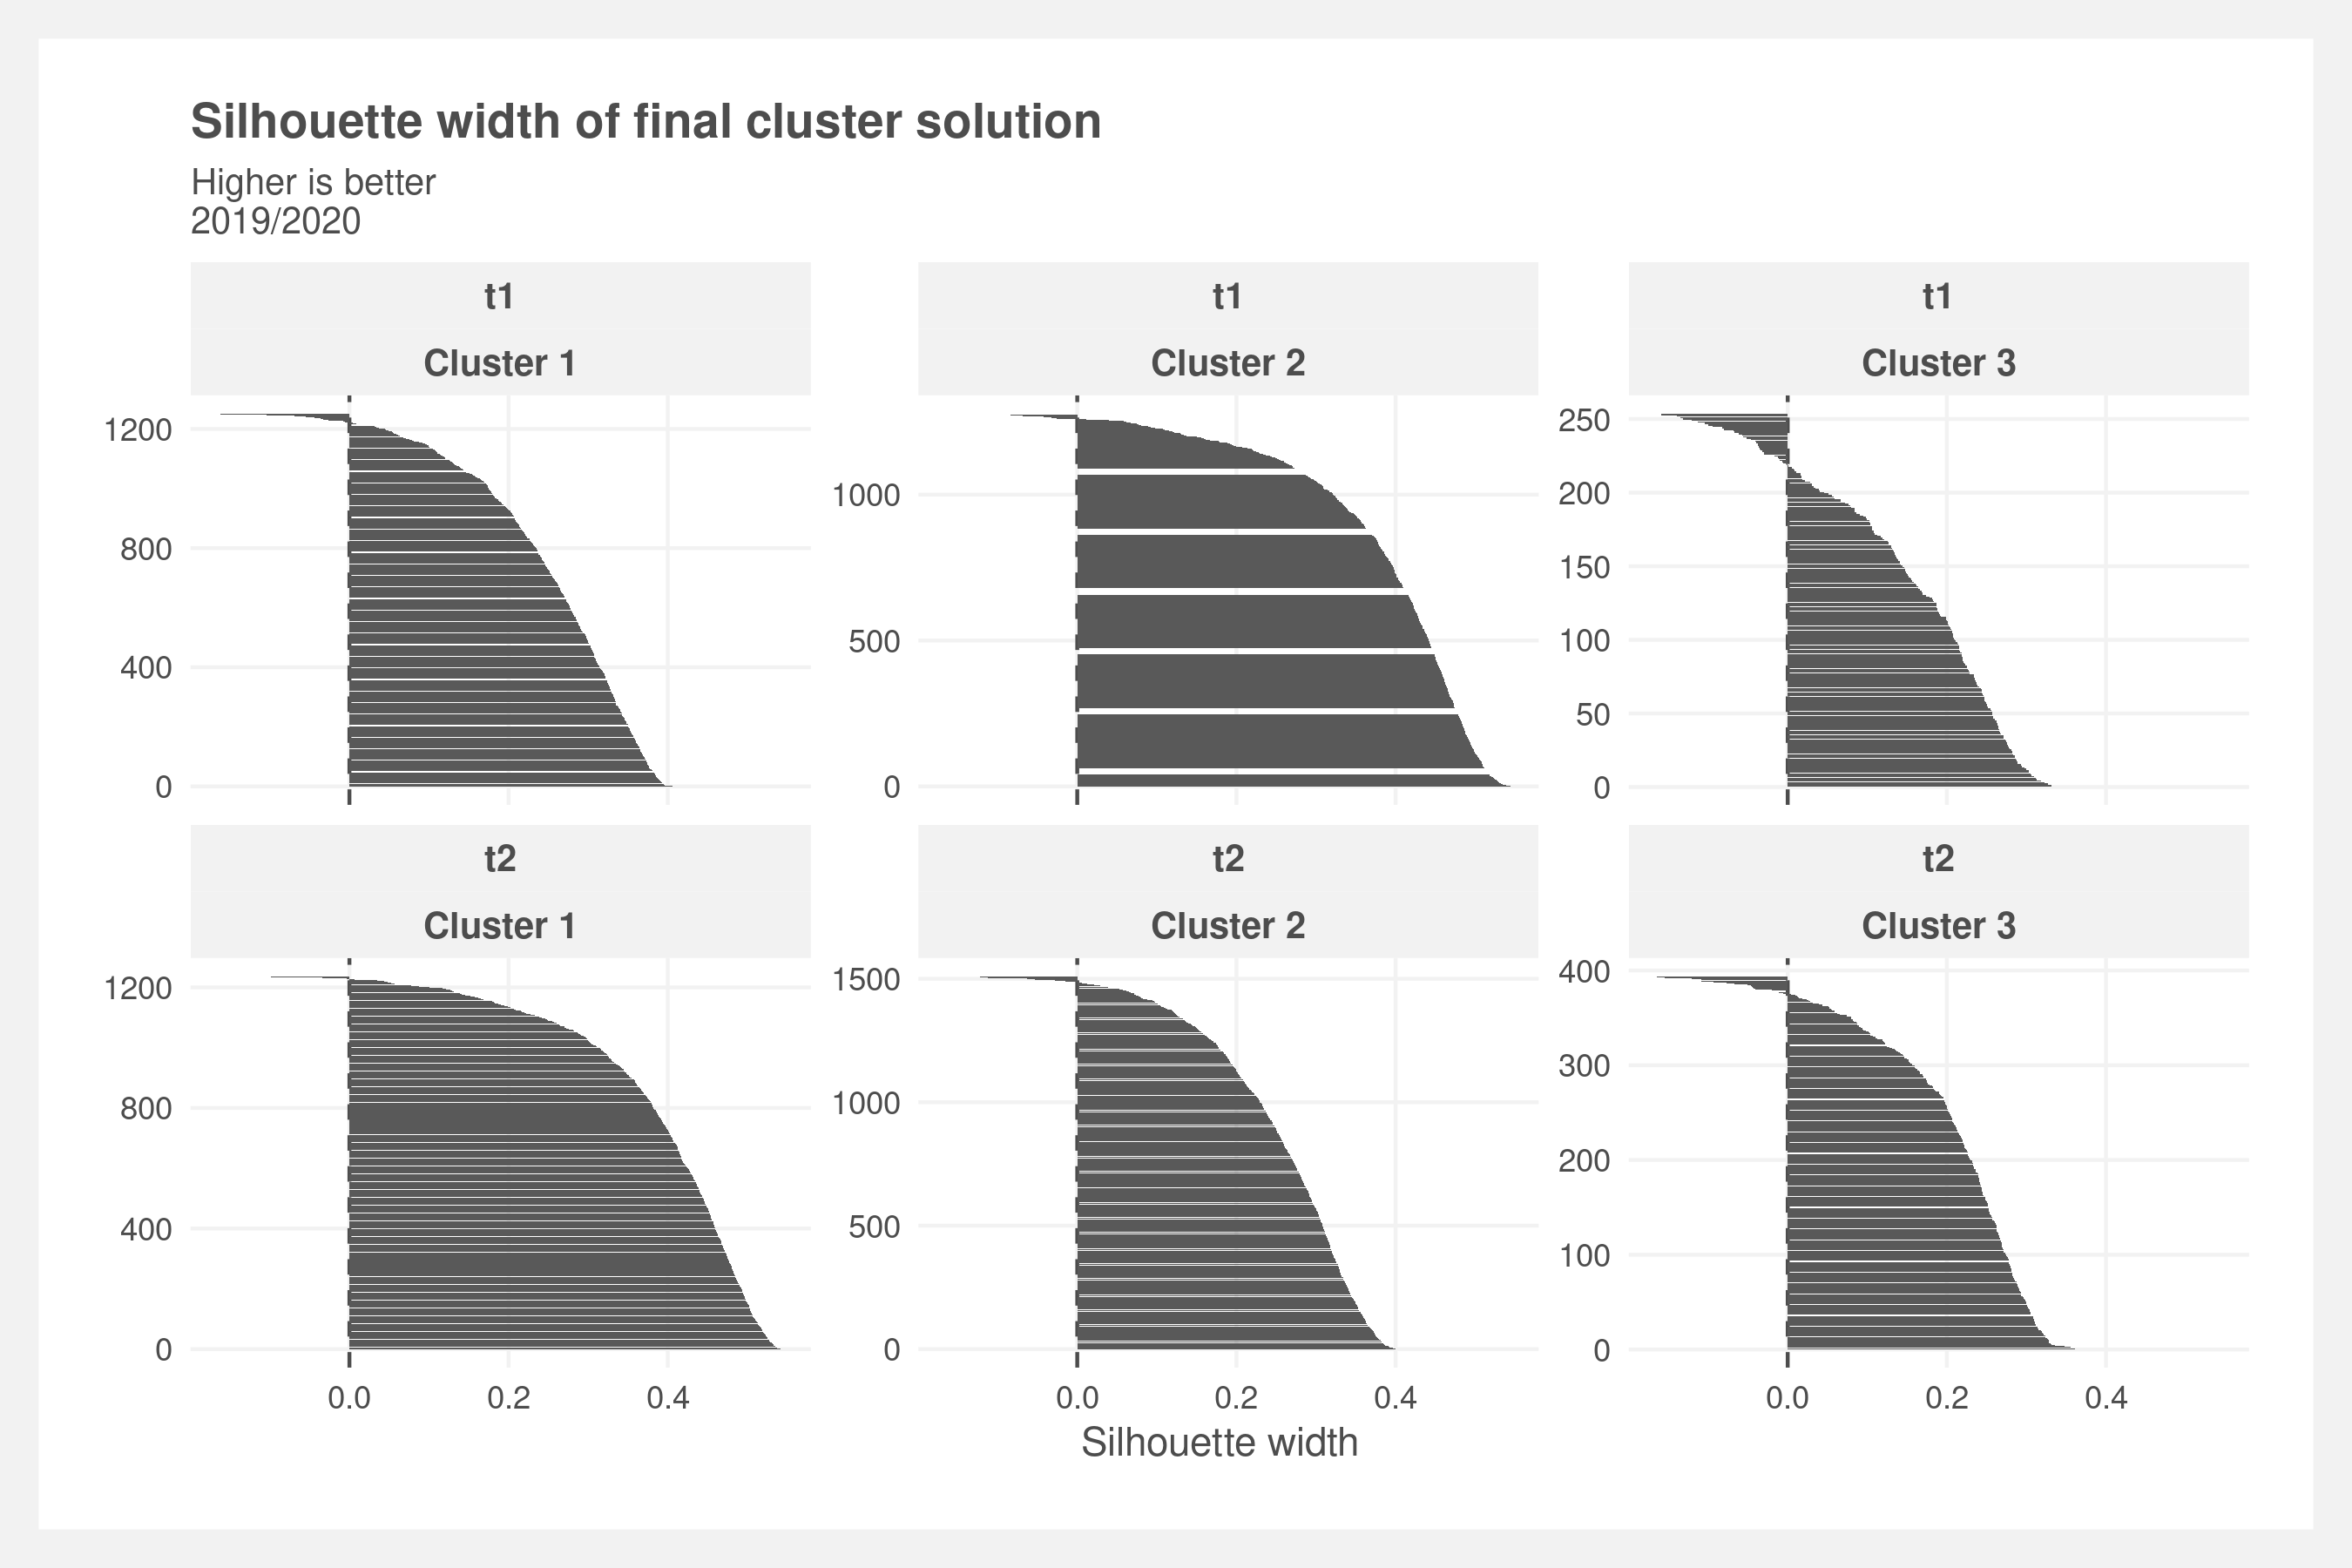 Silhouette width of final cluster solution
Higher is better
2019/2020
t1
t1
t1
Cluster 1
Cluster 2
Cluster 3
1200
800
400
0
1000
500
0
250
200
150
100
50
0
t2
t2
t2
Cluster 1
Cluster 2
Cluster 3
1200
800
400
0
1500
1000
500
0
400
300
200
100
0
0.0 0.2 0.4
0.0 0.2 0.4
0.0 0.2 0.4
Silhouette width